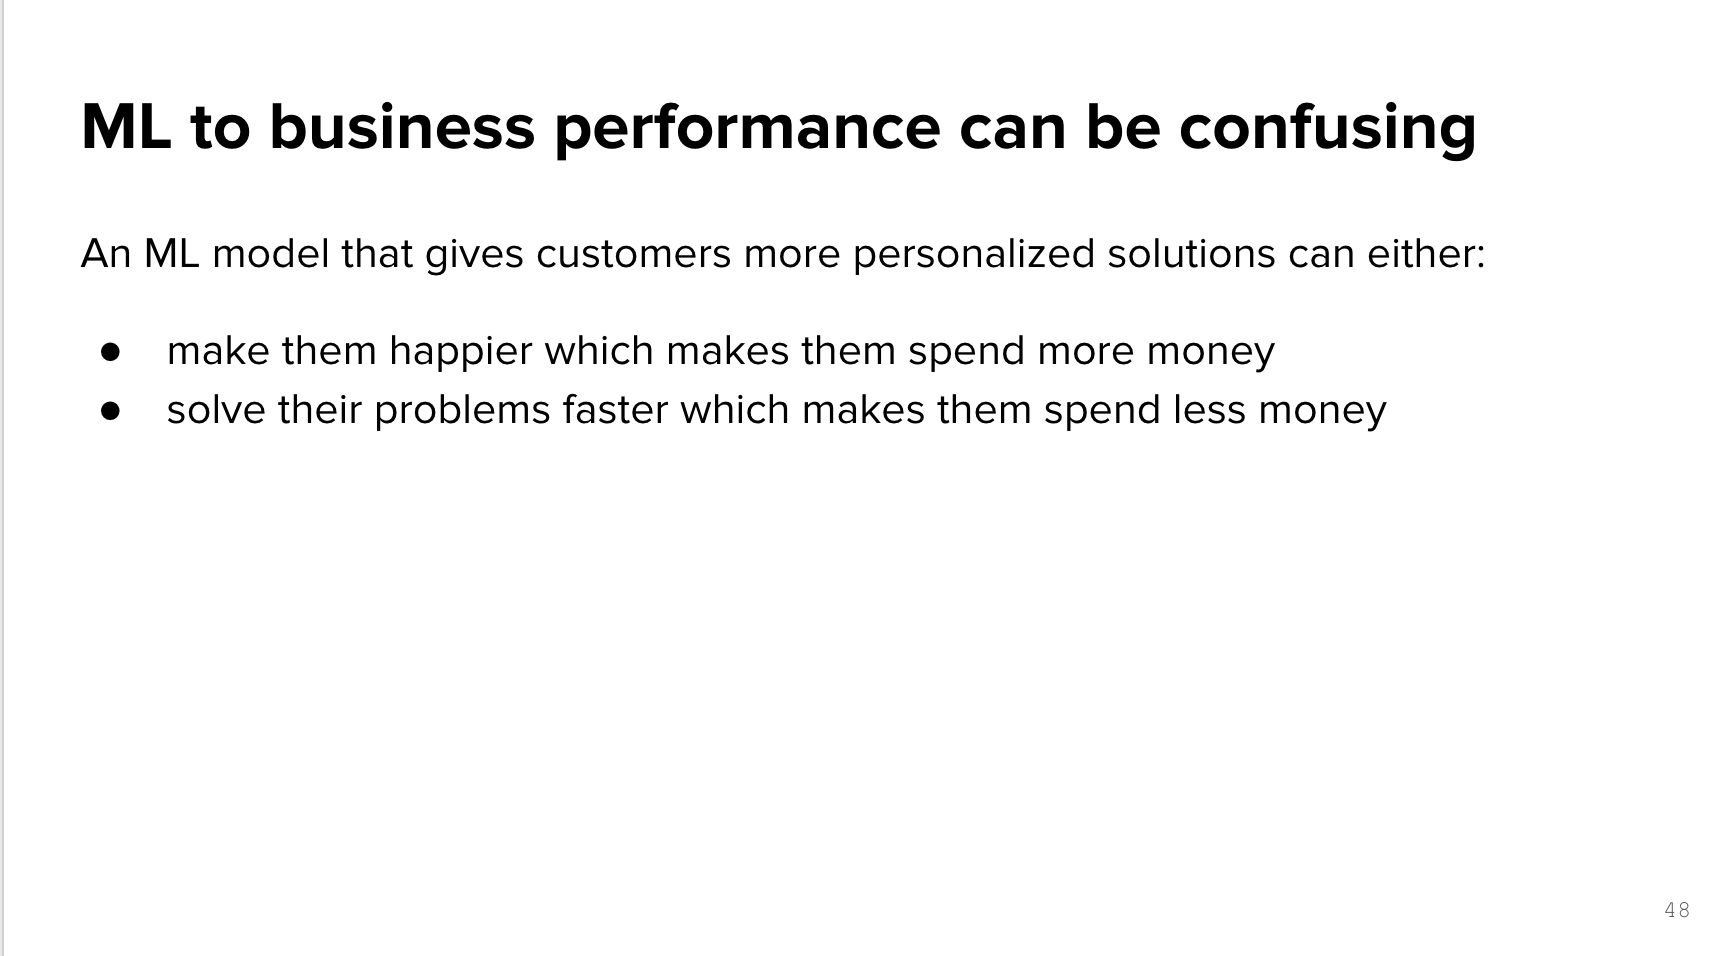 ML to business performance can be confusing
An ML model that gives customers more personalized solutions can either:
● make them happier which makes them spend more money
● solve their problems faster which makes them spend less money
48